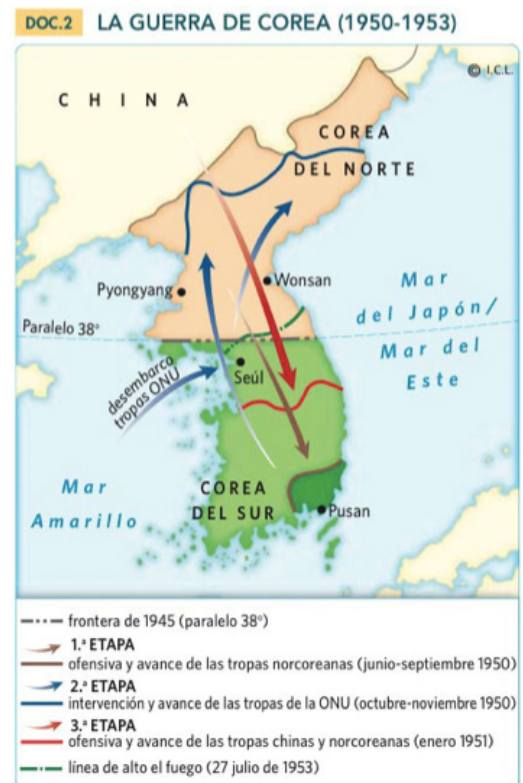 DOC.2 LA GUERRA DE COREA (1950-1953)
© I.C.L.
CHINA
COREA
DEL NORTE
Pyongyang
Wonsan
Mar
del Japón/
Mar del
Este
Paralelo 38º
desembarco
tropas ONU
Seúl
Mar
Amarillo
COREA
DEL SUR
Pusan
frontera de 1945 (paralelo 38º)
1.ª ETAPA
ofensiva y avance de las tropas norcoreanas (junio-septiembre 1950)
2.ª ETAPA
intervención y avance de las tropas de la ONU (octubre-noviembre 1950)
3.ª ETAPA
ofensiva y avance de las tropas chinas y norcoreanas (enero 1951)
línea de alto el fuego (27 julio de 1953)